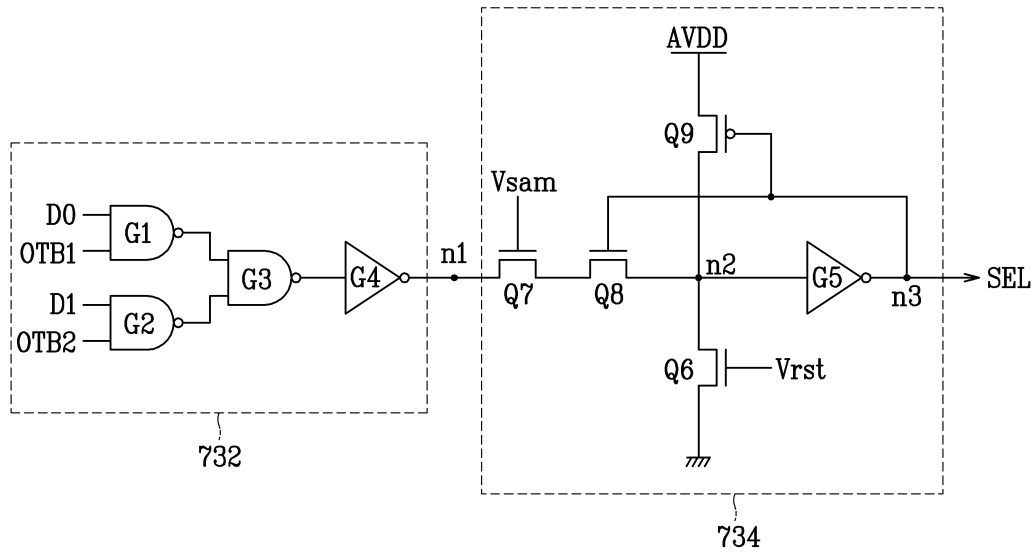 AVDD
Q9
Vsam
D0
OTB1
G1
n1
n2
G3
G4
G5
SEL
D1
OTB2
G2
Q7
Q8
n3
Q6
Vrst
732
734